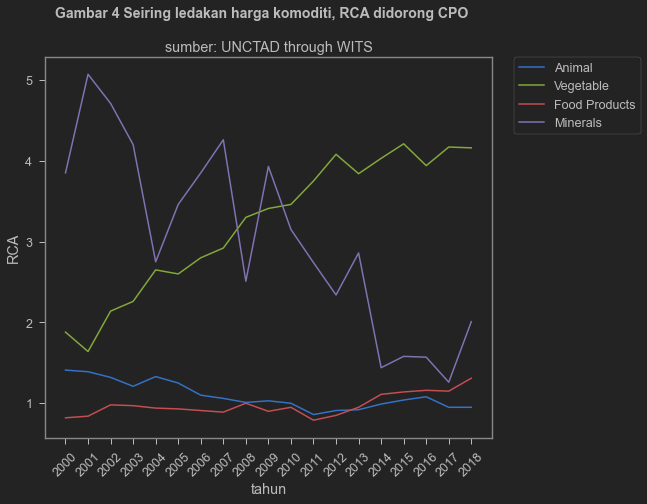 Gambar 4 Seiring ledakan harga komoditi, RCA didorong CPO
sumber: UNCTAD through WITS
Animal
Vegetable
Food Products
Minerals
5
4
3
2
1
RCA
2000 2001 2002 2003 2004 2005 2006 2007 2008 2009 2010 2011 2012 2013 2014 2015 2016 2017 2018
tahun